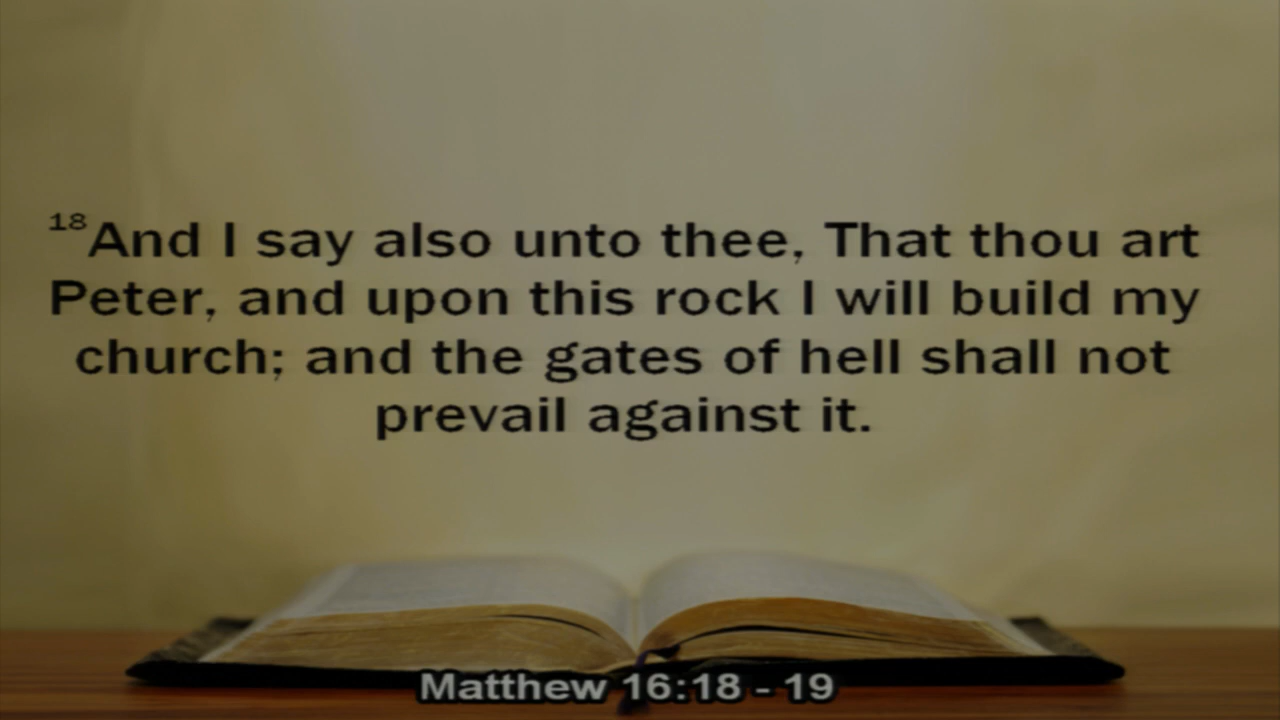 18And I say also unto thee, That thou art
Peter, and upon this rock I will build my
church; and the gates of hell shall not
prevail against it.
Matthew 16:18 - 19